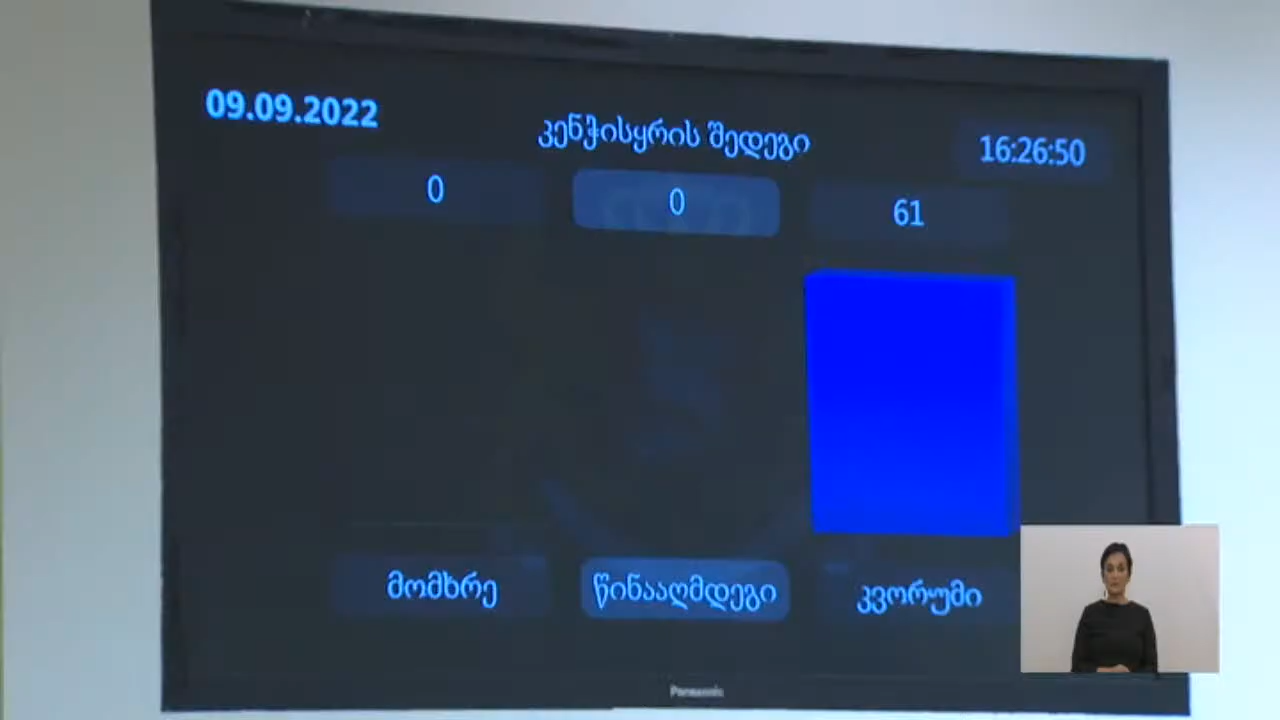 09.09.2022
კენჭისყრის შედეგი
16:26:50
0
0
61
მომხრე
წინააღმდეგი
კვორუმი
Panasonic